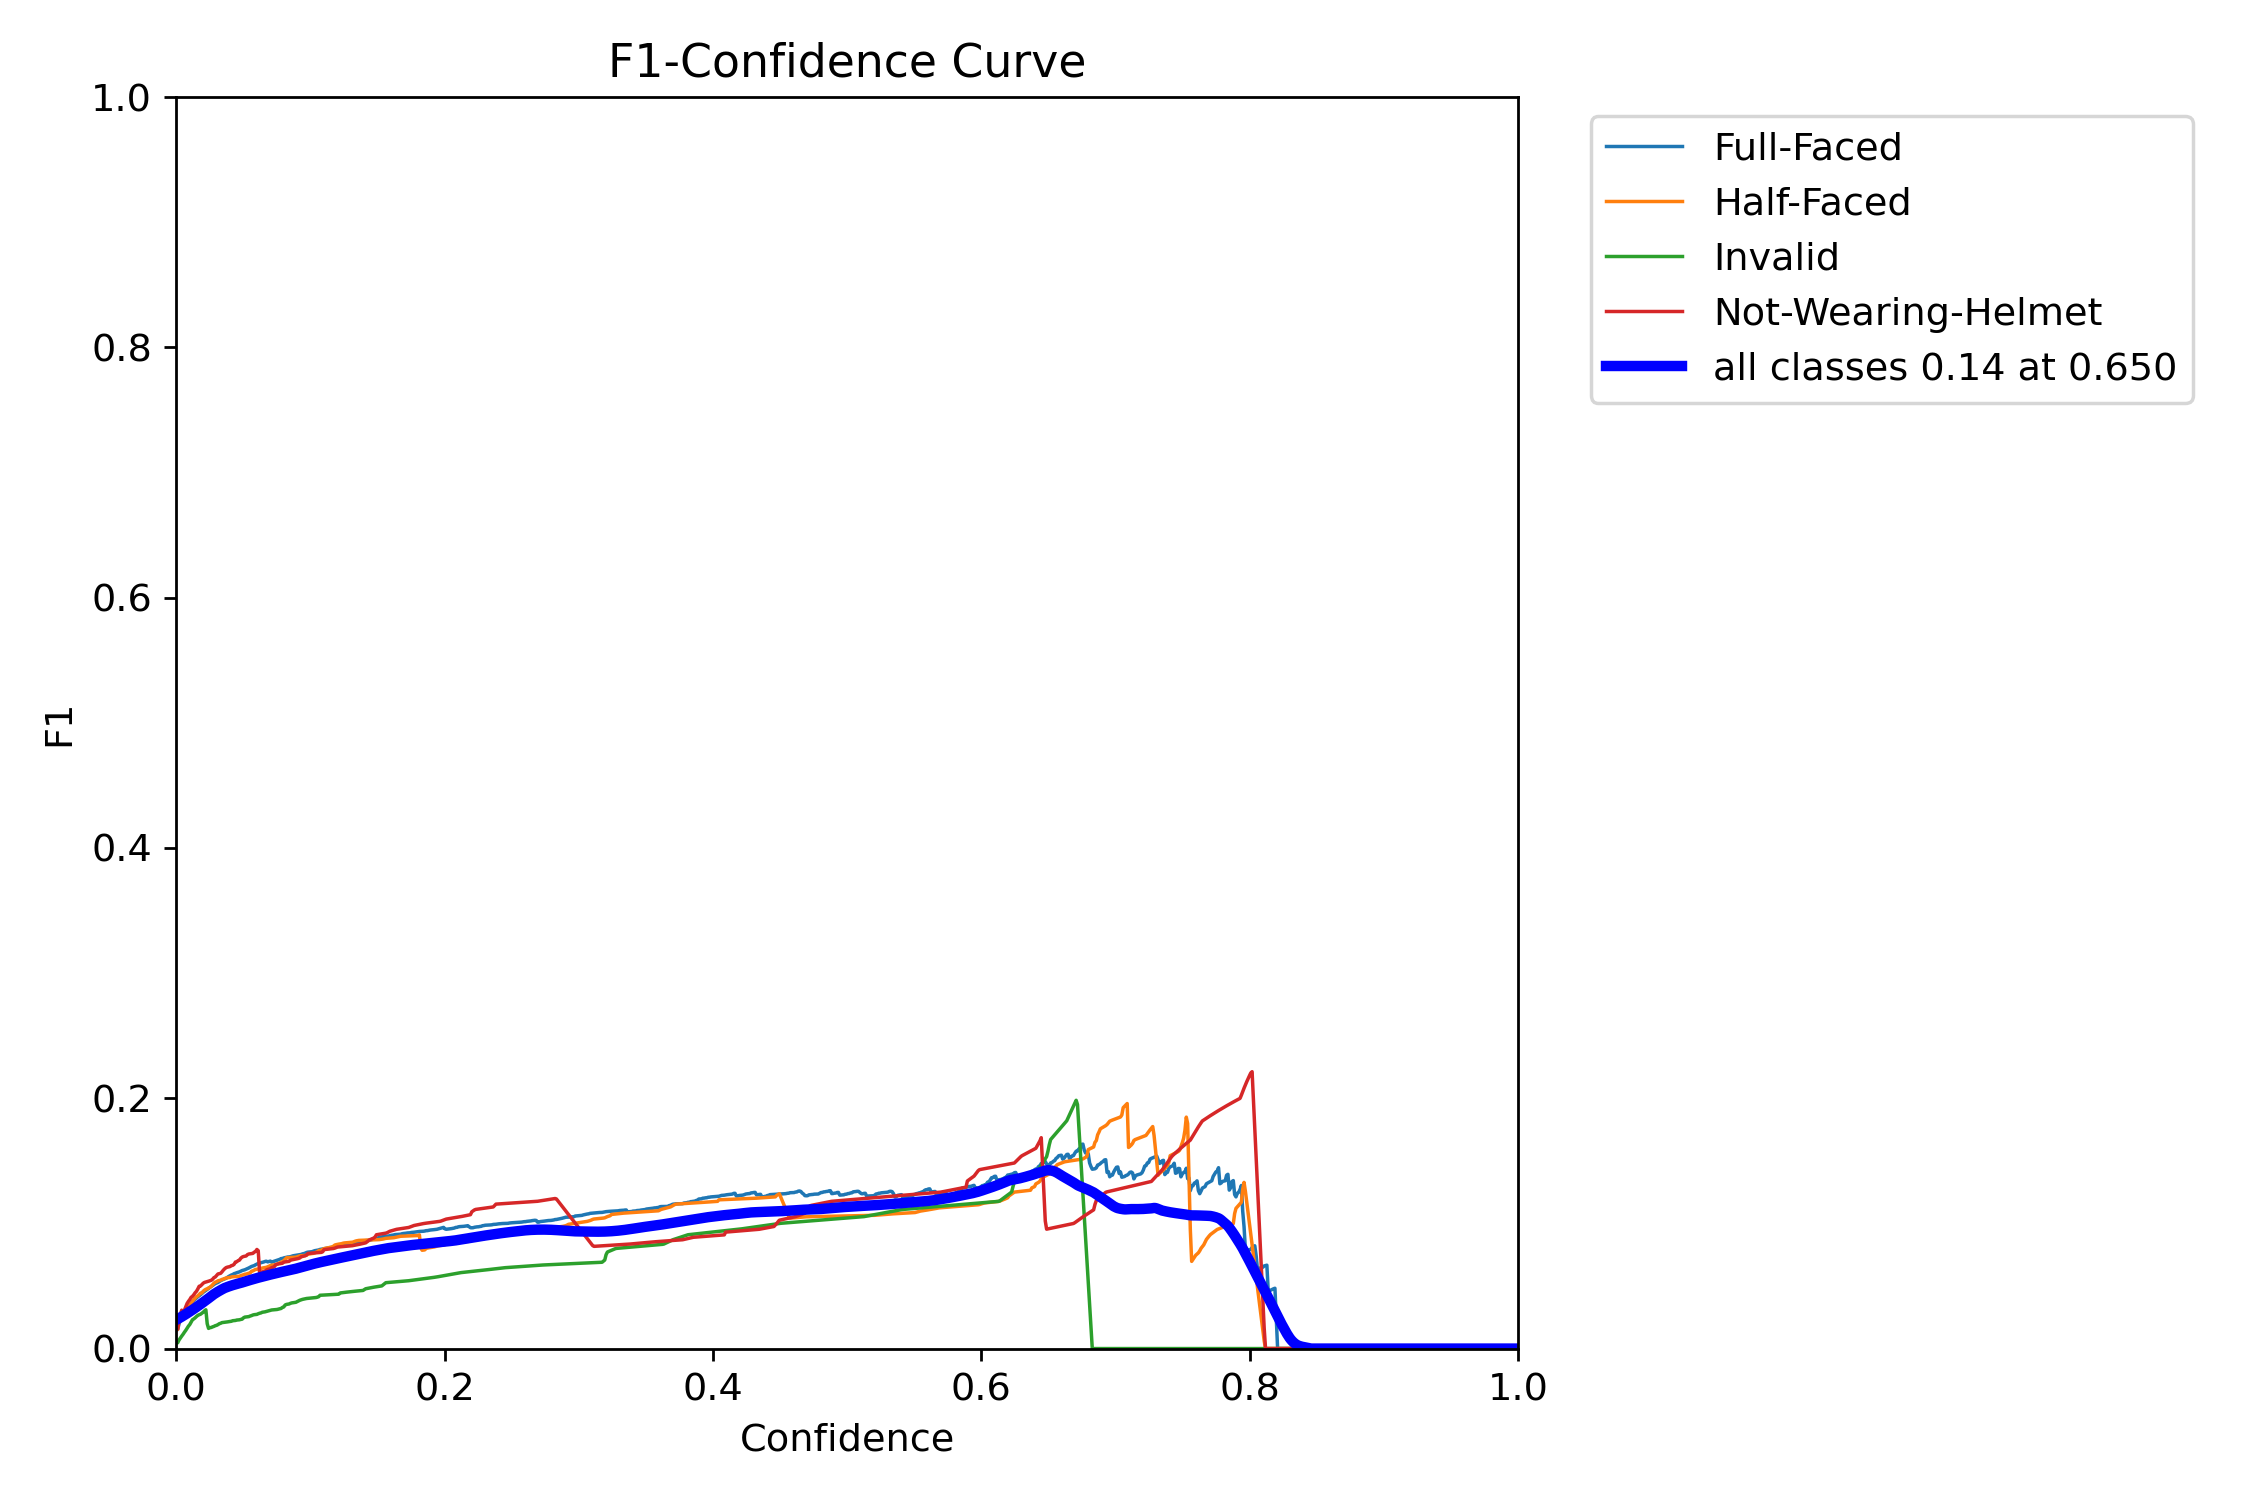 F1-Confidence Curve
1.0
0.8
0.6
0.4
0.2
0.0
F1
0.0 0.2 0.4 0.6 0.8 1.0
Confidence
Full-Faced
Half-Faced
Invalid
Not-Wearing-Helmet
all classes 0.14 at 0.650